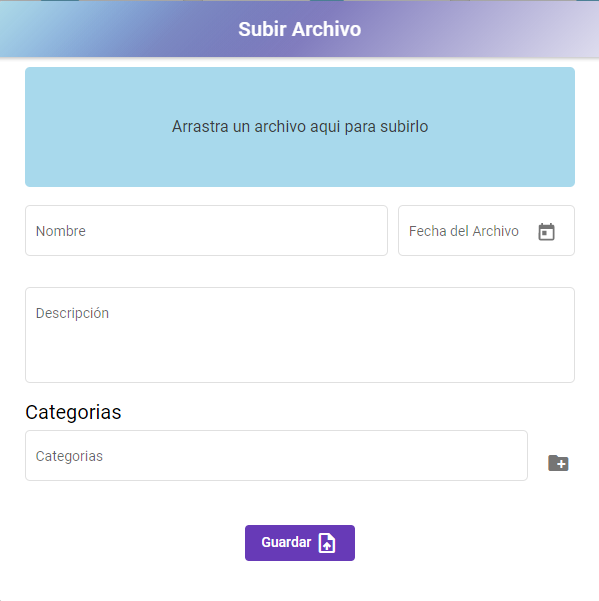 Subir Archivo
Arrastra un archivo aqui para subirlo
Nombre
Fecha del Archivo
Descripción
Categorias
Categorias
Guardar